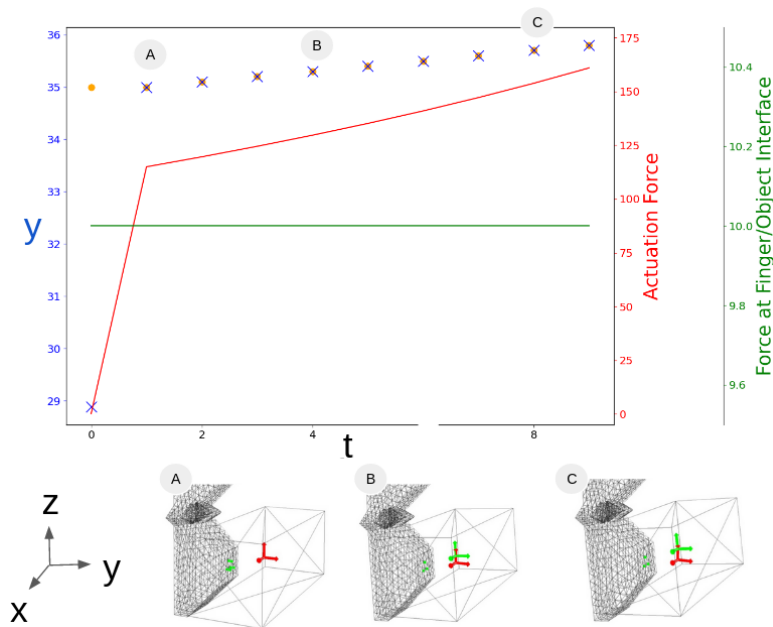 A
B
C
36
35
34
33
32
31
30
29
y
0
2
4
8
t
175
150
125
100
75
50
25
0
Actuation Force
10.4
10.2
10.0
9.8
9.6
Force at Finger/Object Interface
A
B
C
z
y
x